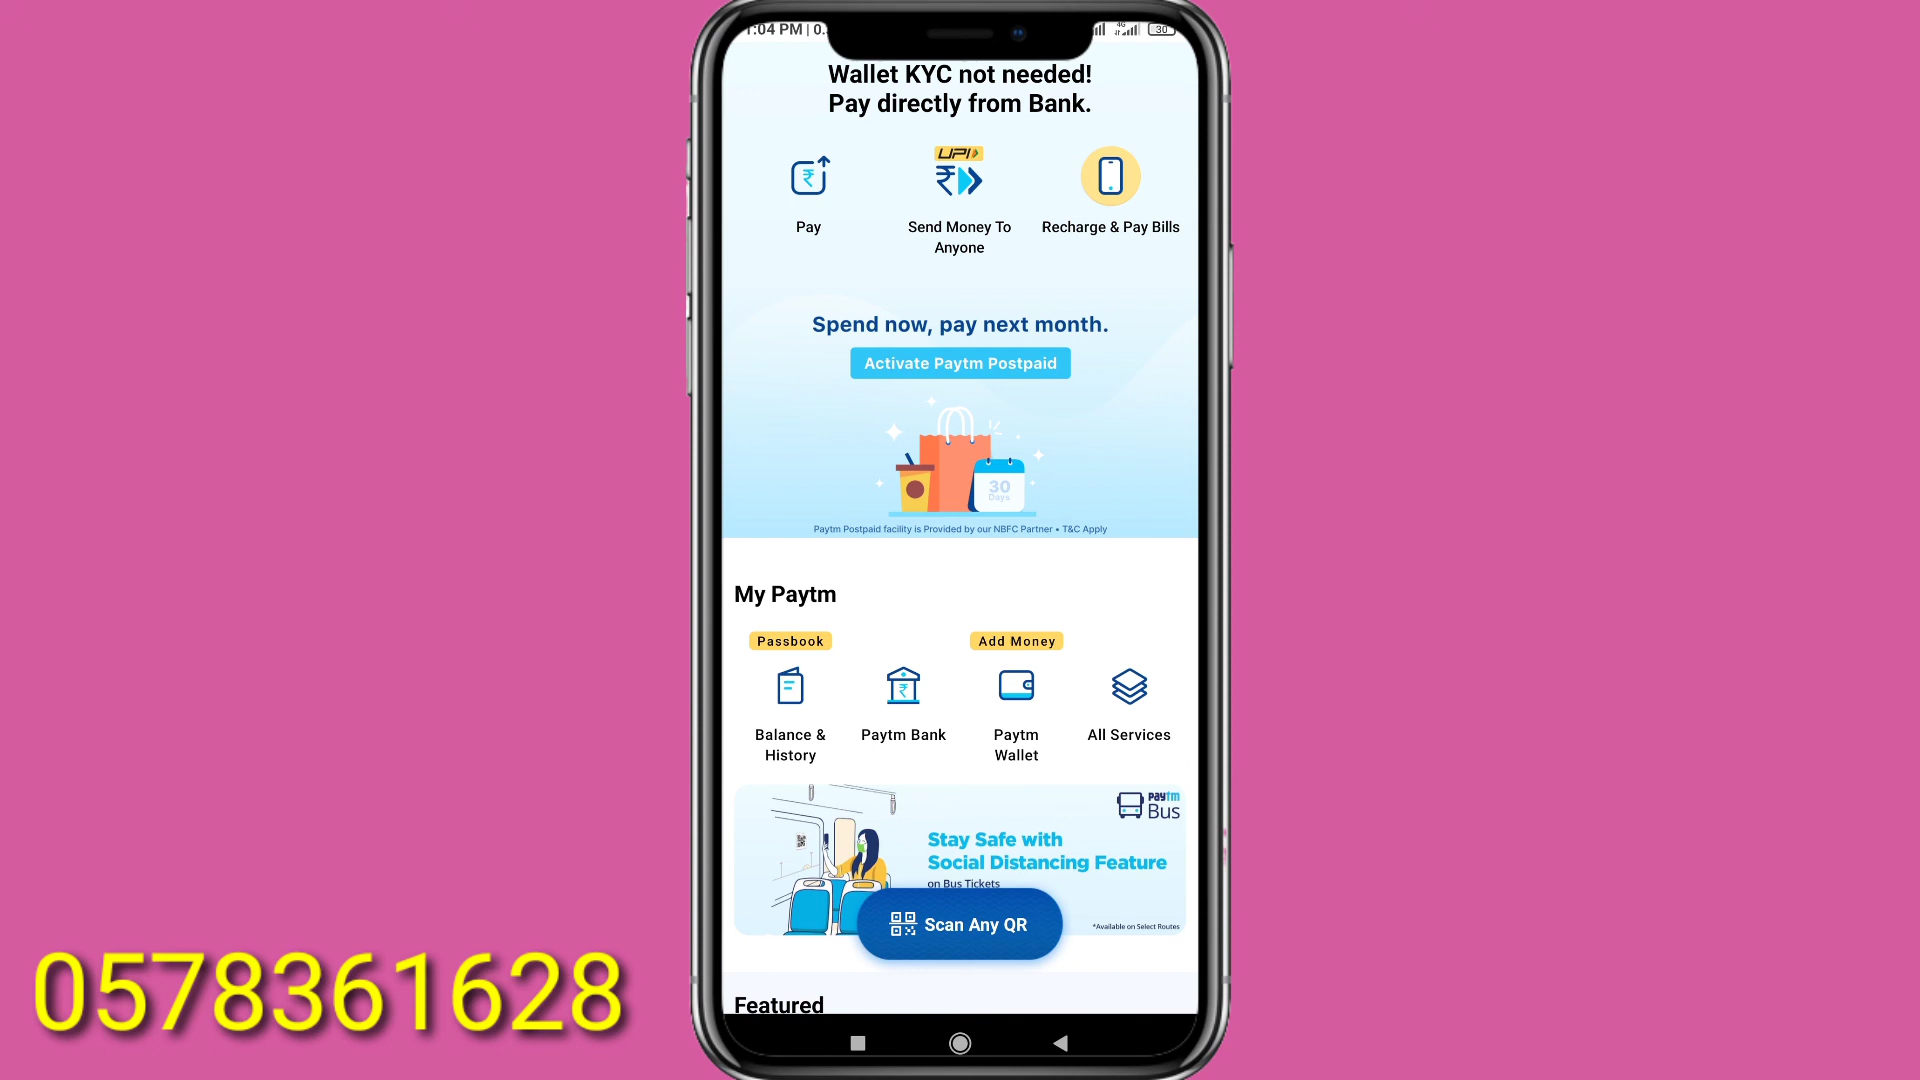 1:04 PM | 0.
4G
30
Wallet KYC not needed!
Pay directly from Bank.
UPI
Pay
Send Money To
Anyone
Recharge & Pay Bills
Spend now, pay next month.
Activate Paytm Postpaid
30
Days
Paytm Postpaid facility is Provided by our NBFC Partner • T&C Apply
My Paytm
Passbook
Add Money
Balance &
History
Paytm Bank
Paytm
Wallet
All Services
paytm
Bus
Stay Safe with
Social Distancing Feature
on Bus Tickets
*Available on Select Routes
Scan Any QR
Featured
0578361628